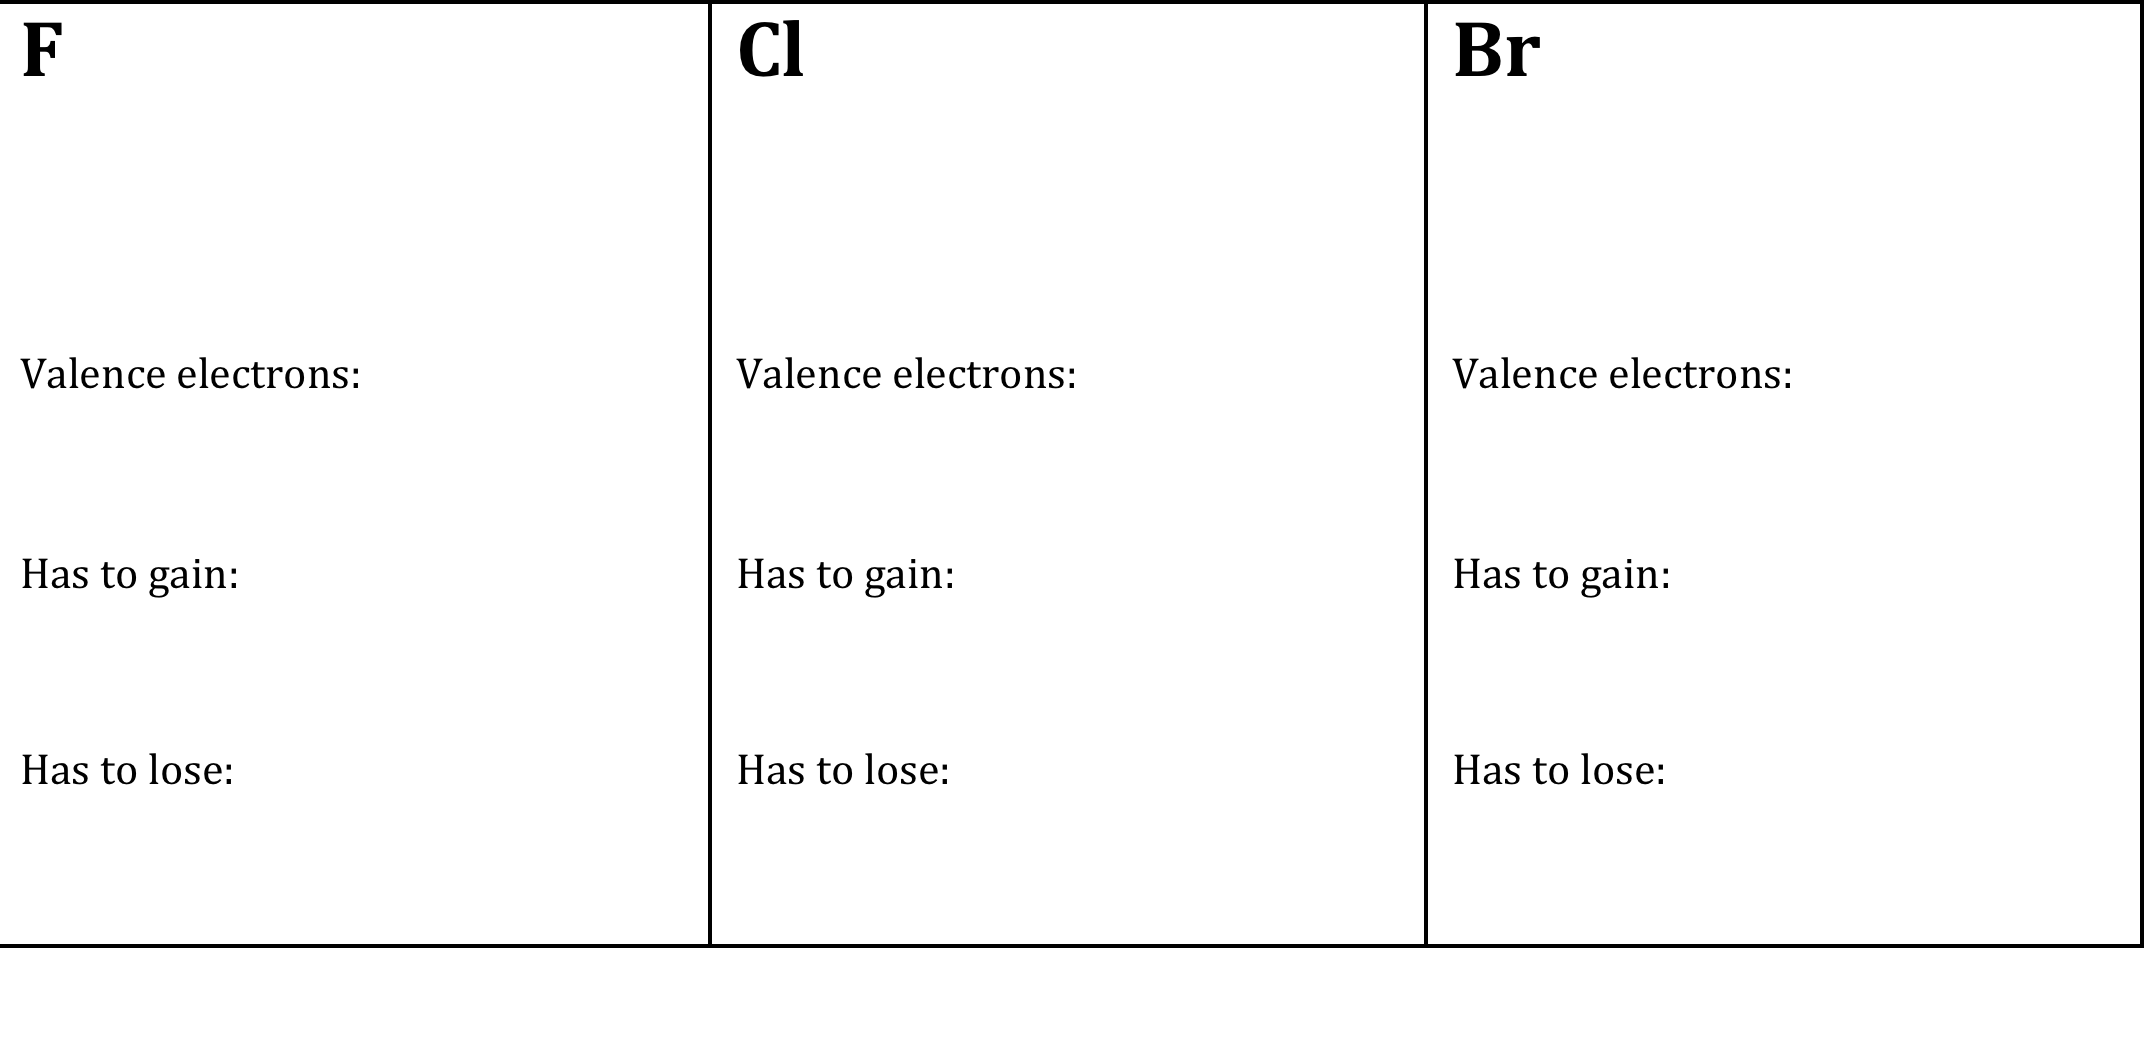 F
Valence electrons:
Has to gain:
Has to lose:
Cl
Valence electrons:
Has to gain:
Has to lose:
Br
Valence electrons:
Has to gain:
Has to lose: